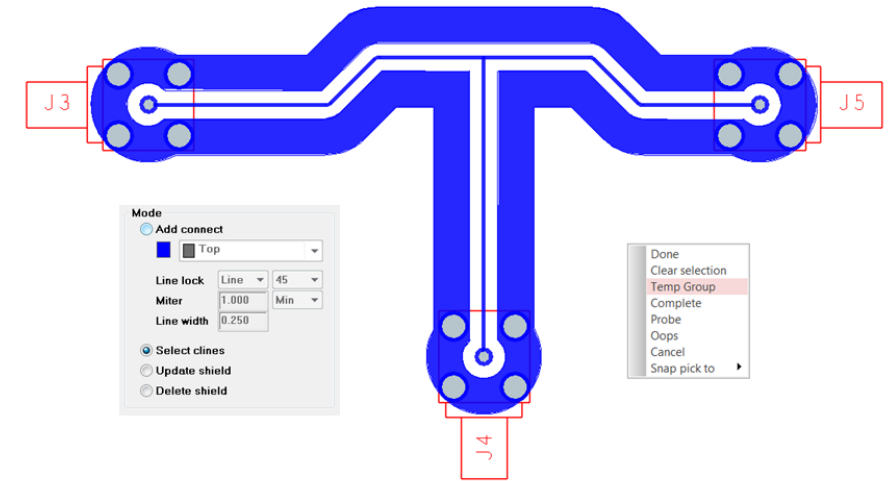 J3
J5
Mode
Add connect
Top
Line lock Line 45
Miter 1.000 Min
Line width 0.250
Select clines
Update shield
Delete shield
Done
Clear selection
Temp Group
Complete
Probe
Oops
Cancel
Snap pick to
J4